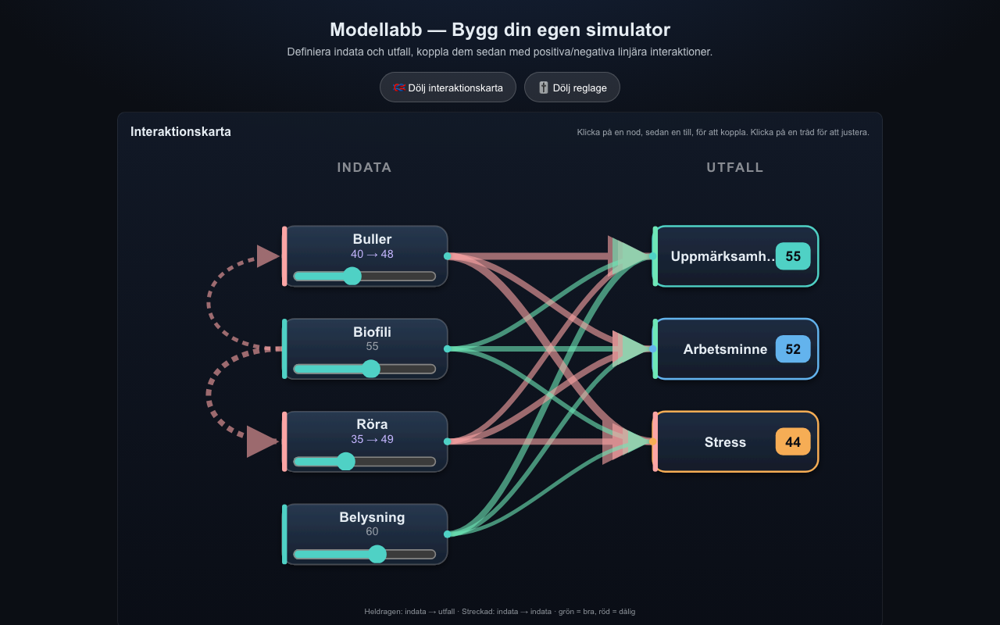 Modellabb — Bygg din egen simulator
Definiera indata och utfall, koppla dem sedan med positiva/negativa linjära interaktioner.
Dölj interaktionskarta
Dölj reglage
Interaktionskarta
Klicka på en nod, sedan en till, för att koppla. Klicka på en tråd för att justera.
INDATA
UTFALL
Buller
40 → 48
Uppmärksamh..
55
Biofili
55
Arbetsminne
52
Röra
35 → 49
Stress
44
Belysning
60
Heldragen: indata → utfall · Streckad: indata → indata · grön = bra, röd = dålig